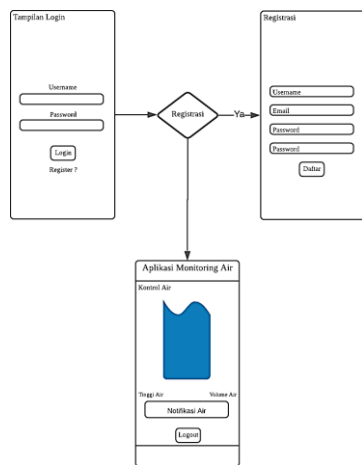 Tampilan Login
Username
Password
Login
Register ?
Registrasi
Ya
Registrasi
Username
Email
Password
Password
Daftar
Aplikasi Monitoring Air
Kontrol Air
Tinggi Air
Volume Air
Notifikasi Air
Logout